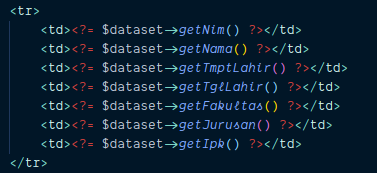 <tr>
<td><?= $dataset->getNim() ?></td>
<td><?= $dataset->getNama() ?></td>
<td><?= $dataset->getTmptLahir() ?></td>
<td><?= $dataset->getTglLahir() ?></td>
<td><?= $dataset->getFakultas() ?></td>
<td><?= $dataset->getJurusan() ?></td>
<td><?= $dataset->getIpk() ?></td>
</tr>